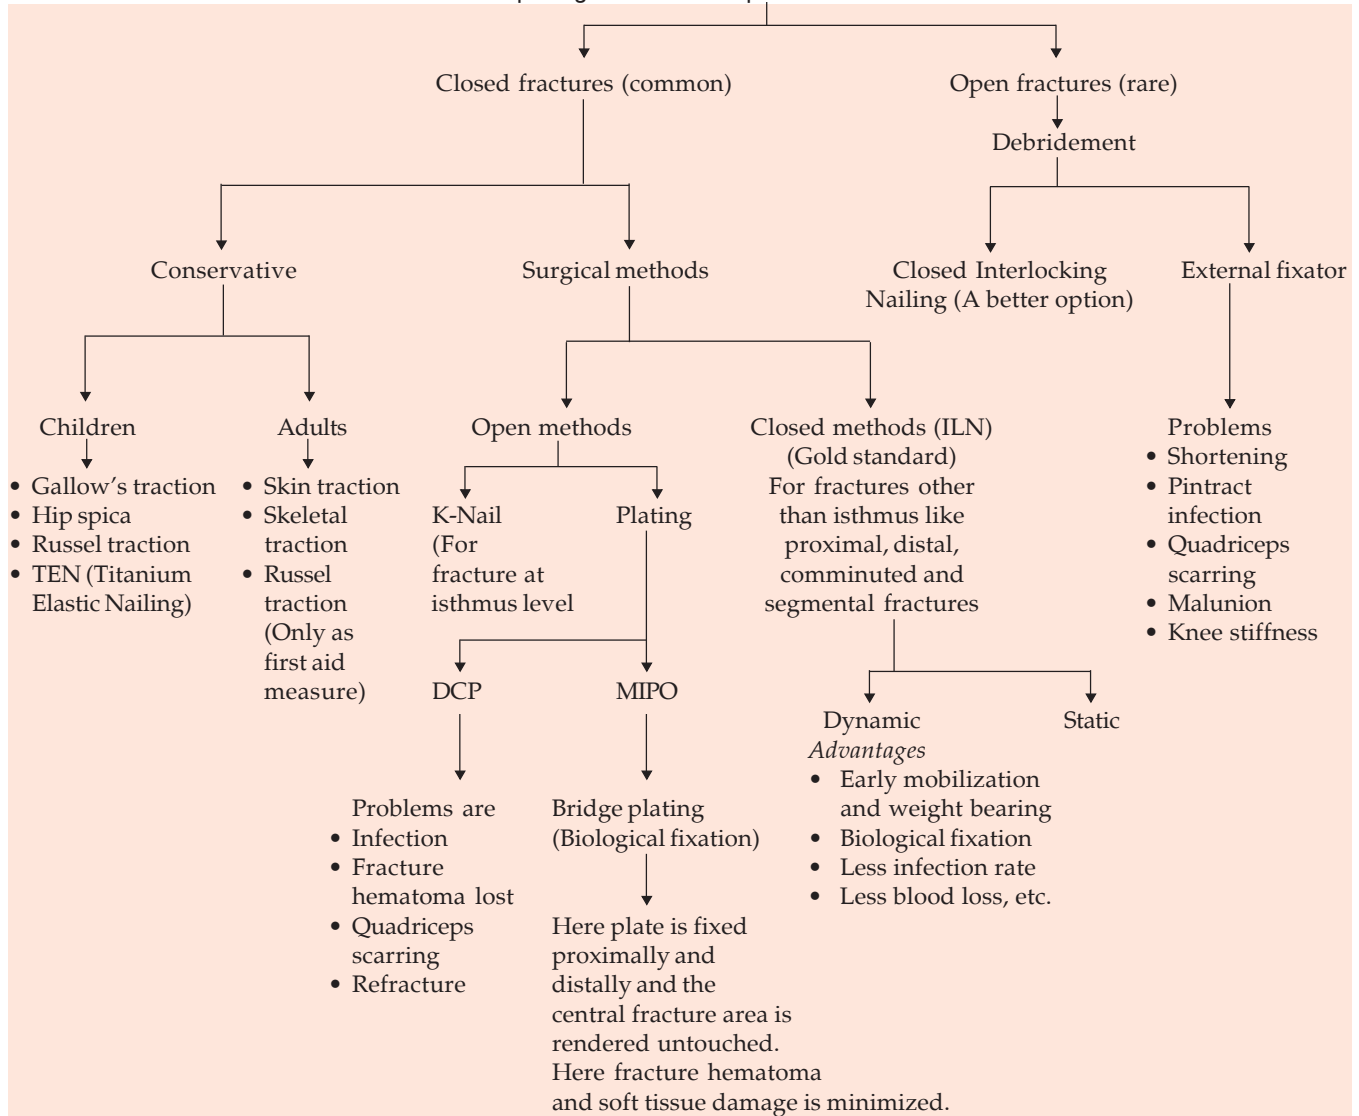 Closed fractures (common)
Open fractures (rare)
Debridement
Conservative
Surgical methods
Closed Interlocking
Nailing (A better option)
External fixator
Children
• Gallow's traction
• Hip spica
• Russel traction
• TEN (Titanium
Elastic Nailing)
Adults
• Skin traction
• Skeletal
traction
• Russel
traction
(Only as
first aid
measure)
Open methods
K-Nail
(For
fracture at
isthmus level
Plating
DCP
Problems are
• Infection
• Fracture
hematoma lost
• Quadriceps
scarring
• Refracture
MIPO
Bridge plating
(Biological fixation)
Here plate is fixed
proximally and
distally and the
central fracture area is
rendered untouched.
Here fracture hematoma
and soft tissue damage is minimized.
Closed methods (ILN)
(Gold standard)
For fractures other
than isthmus like
proximal, distal,
comminuted and
segmental fractures
Dynamic
Advantages
• Early mobilization
and weight bearing
• Biological fixation
• Less infection rate
• Less blood loss, etc.
Static
Problems
• Shortening
• Pintract
infection
• Quadriceps
scarring
• Malunion
• Knee stiffness